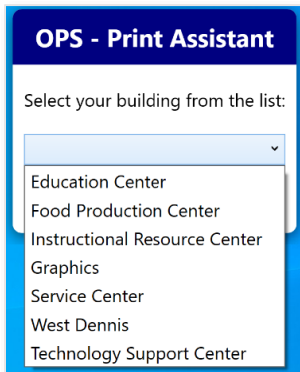 OPS - Print Assistant
Select your building from the list:
Education Center
Food Production Center
Instructional Resource Center
Graphics
Service Center
West Dennis
Technology Support Center